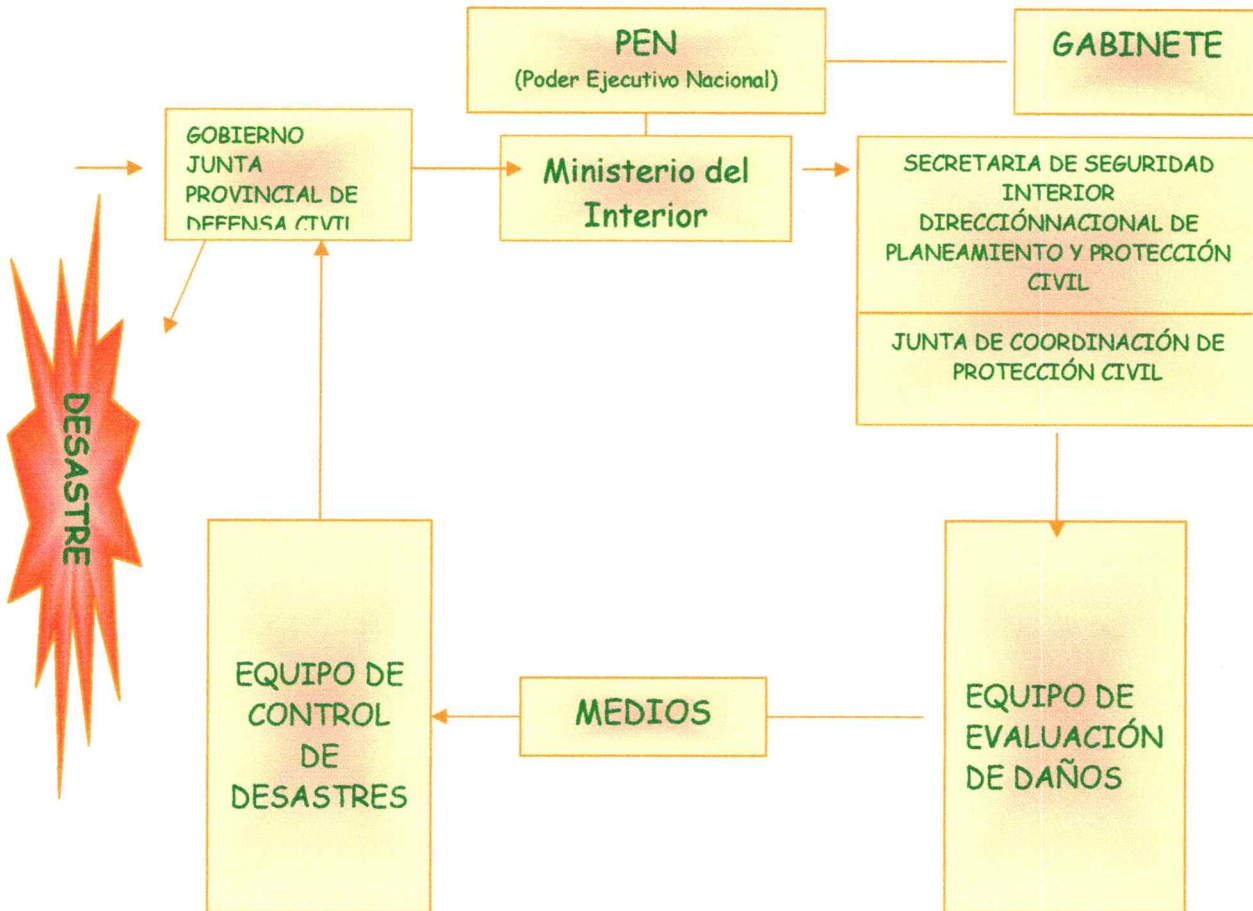 PEN
(Poder Ejecutivo Nacional)
GABINETE
GOBIERNO
JUNTA
PROVINCIAL DE
DEFENSA CIVIL
Ministerio del
Interior
SECRETARIA DE SEGURIDAD
INTERIOR
DIRECCIÓNNACIONAL DE
PLANEAMIENTO Y PROTECCIÓN
CIVIL
JUNTA DE COORDINACIÓN DE
PROTECCIÓN CIVIL
DESASTRE
EQUIPO DE
CONTROL
DE
DESASTRES
MEDIOS
EQUIPO DE
EVALUACIÓN
DE DAÑOS